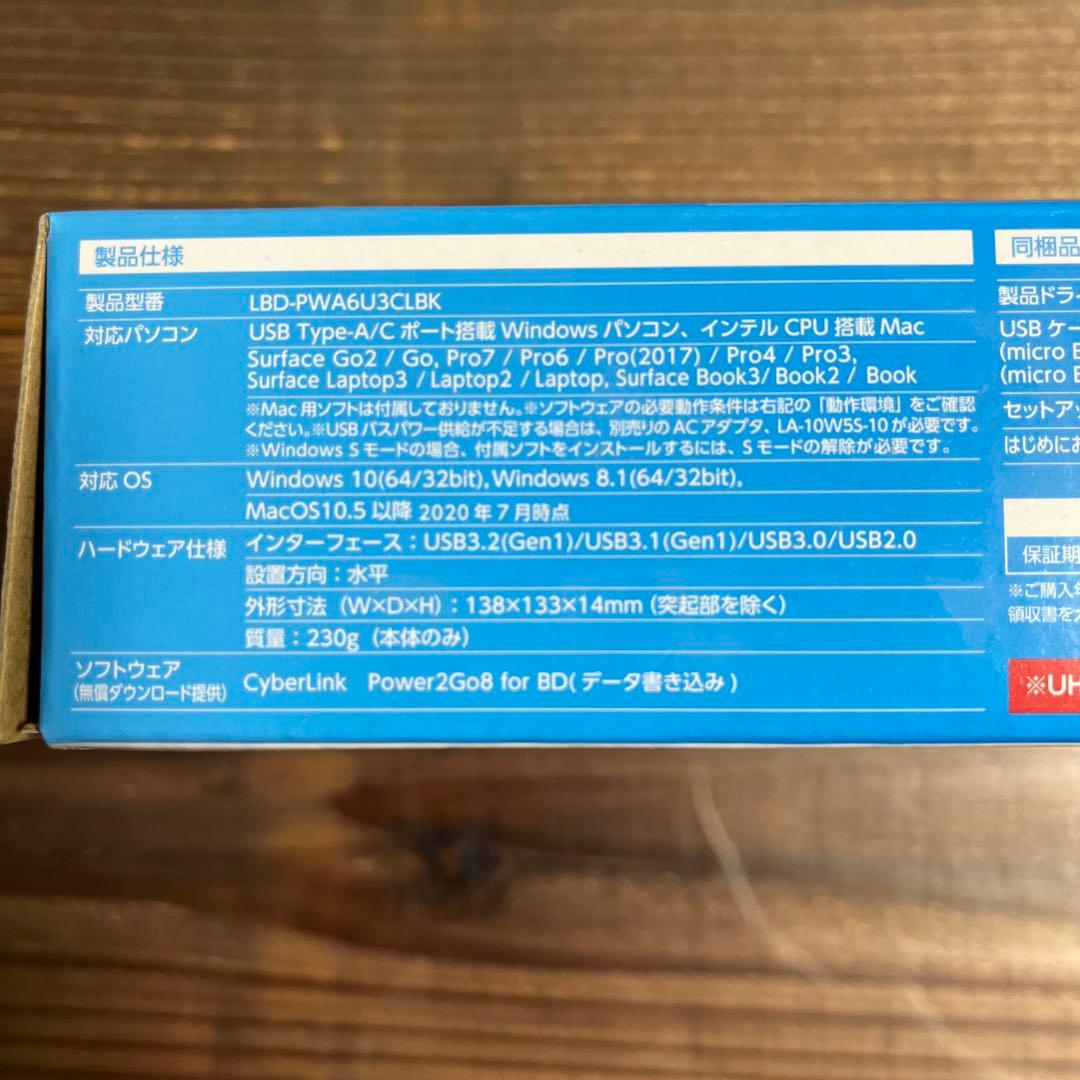 製品仕様
製品型番 LBD-PWA6U3CLBK
対応パソコン USB Type-A/C ポート搭載 Windows パソコン、インテル CPU 搭載 Mac
Surface Go2 / Go, Pro7 / Pro6 / Pro(2017) / Pro4 / Pro3,
Surface Laptop3 / Laptop2 / Laptop, Surface Book3/ Book2 / Book
※Mac 用ソフトは付属しておりません。※ソフトウェアの必要動作条件は右記の「動作環境」をご確認
ください。※USB バスパワー供給が不足する場合は、別売りの AC アダプタ、LA-10W5S-10 が必要です。
※Windows S モードの場合、付属ソフトをインストールするには、S モードの解除が必要です。
対応 OS Windows 10(64/32bit), Windows 8.1(64/32bit),
MacOS10.5 以降 2020 年 7 月時点
ハードウェア仕様 インターフェース：USB3.2(Gen1)/USB3.1(Gen1)/USB3.0/USB2.0
設置方向：水平
外形寸法（W×D×H）：138×133×14mm（突起部を除く）
質量：230g（本体のみ）
ソフトウェア
（無償ダウンロード提供） CyberLink Power2Go8 for BD( データ書き込み )
同梱品
製品ドライ
USB ケー
(micro B
(micro B
セットアッ
はじめにお
保証期
※ご購入年
領収書を
※UH